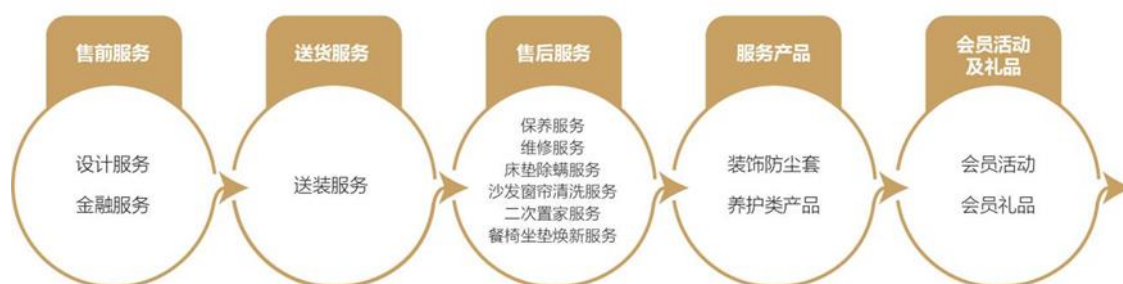 售前服务
设计服务
金融服务
送货服务
送装服务
售后服务
保养服务
维修服务
床垫除螨服务
沙发窗帘清洗服务
二次置家服务
餐椅坐垫焕新服务
服务产品
装饰防尘套
养护类产品
会员活动
及礼品
会员活动
会员礼品